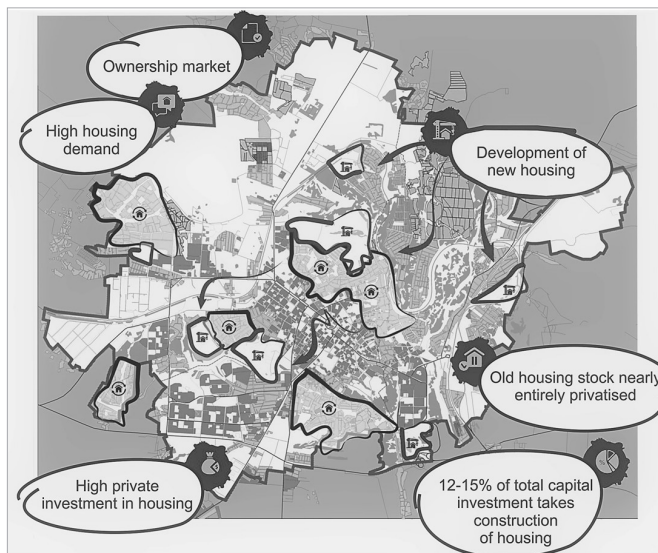 Ownership market
High housing
demand
Development of
new housing
Old housing stock nearly
entirely privatised
High private
investment in housing
12-15% of total capital
investment takes
construction
of housing